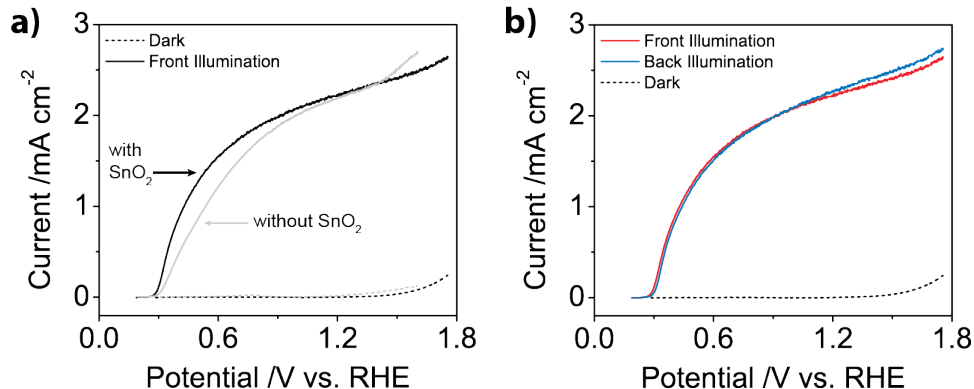 a)
3
2
1
0
Dark
Front Illumination
with
SnO2
without SnO2
0.0 0.6 1.2 1.8
Potential /V vs. RHE
Current /mA cm-2
b)
3
2
1
0
Front Illumination
Back Illumination
Dark
0.0 0.6 1.2 1.8
Potential /V vs. RHE
Current /mA cm-2